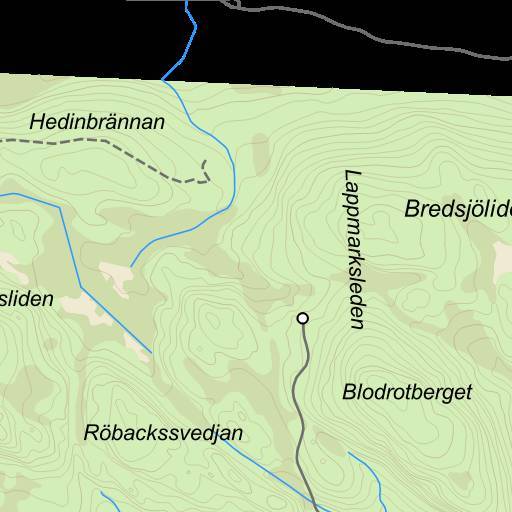 Hedinbrännan
Lappmarksleden
Bredsjölide
sliden
Blodrotberget
Röbackssvedjan